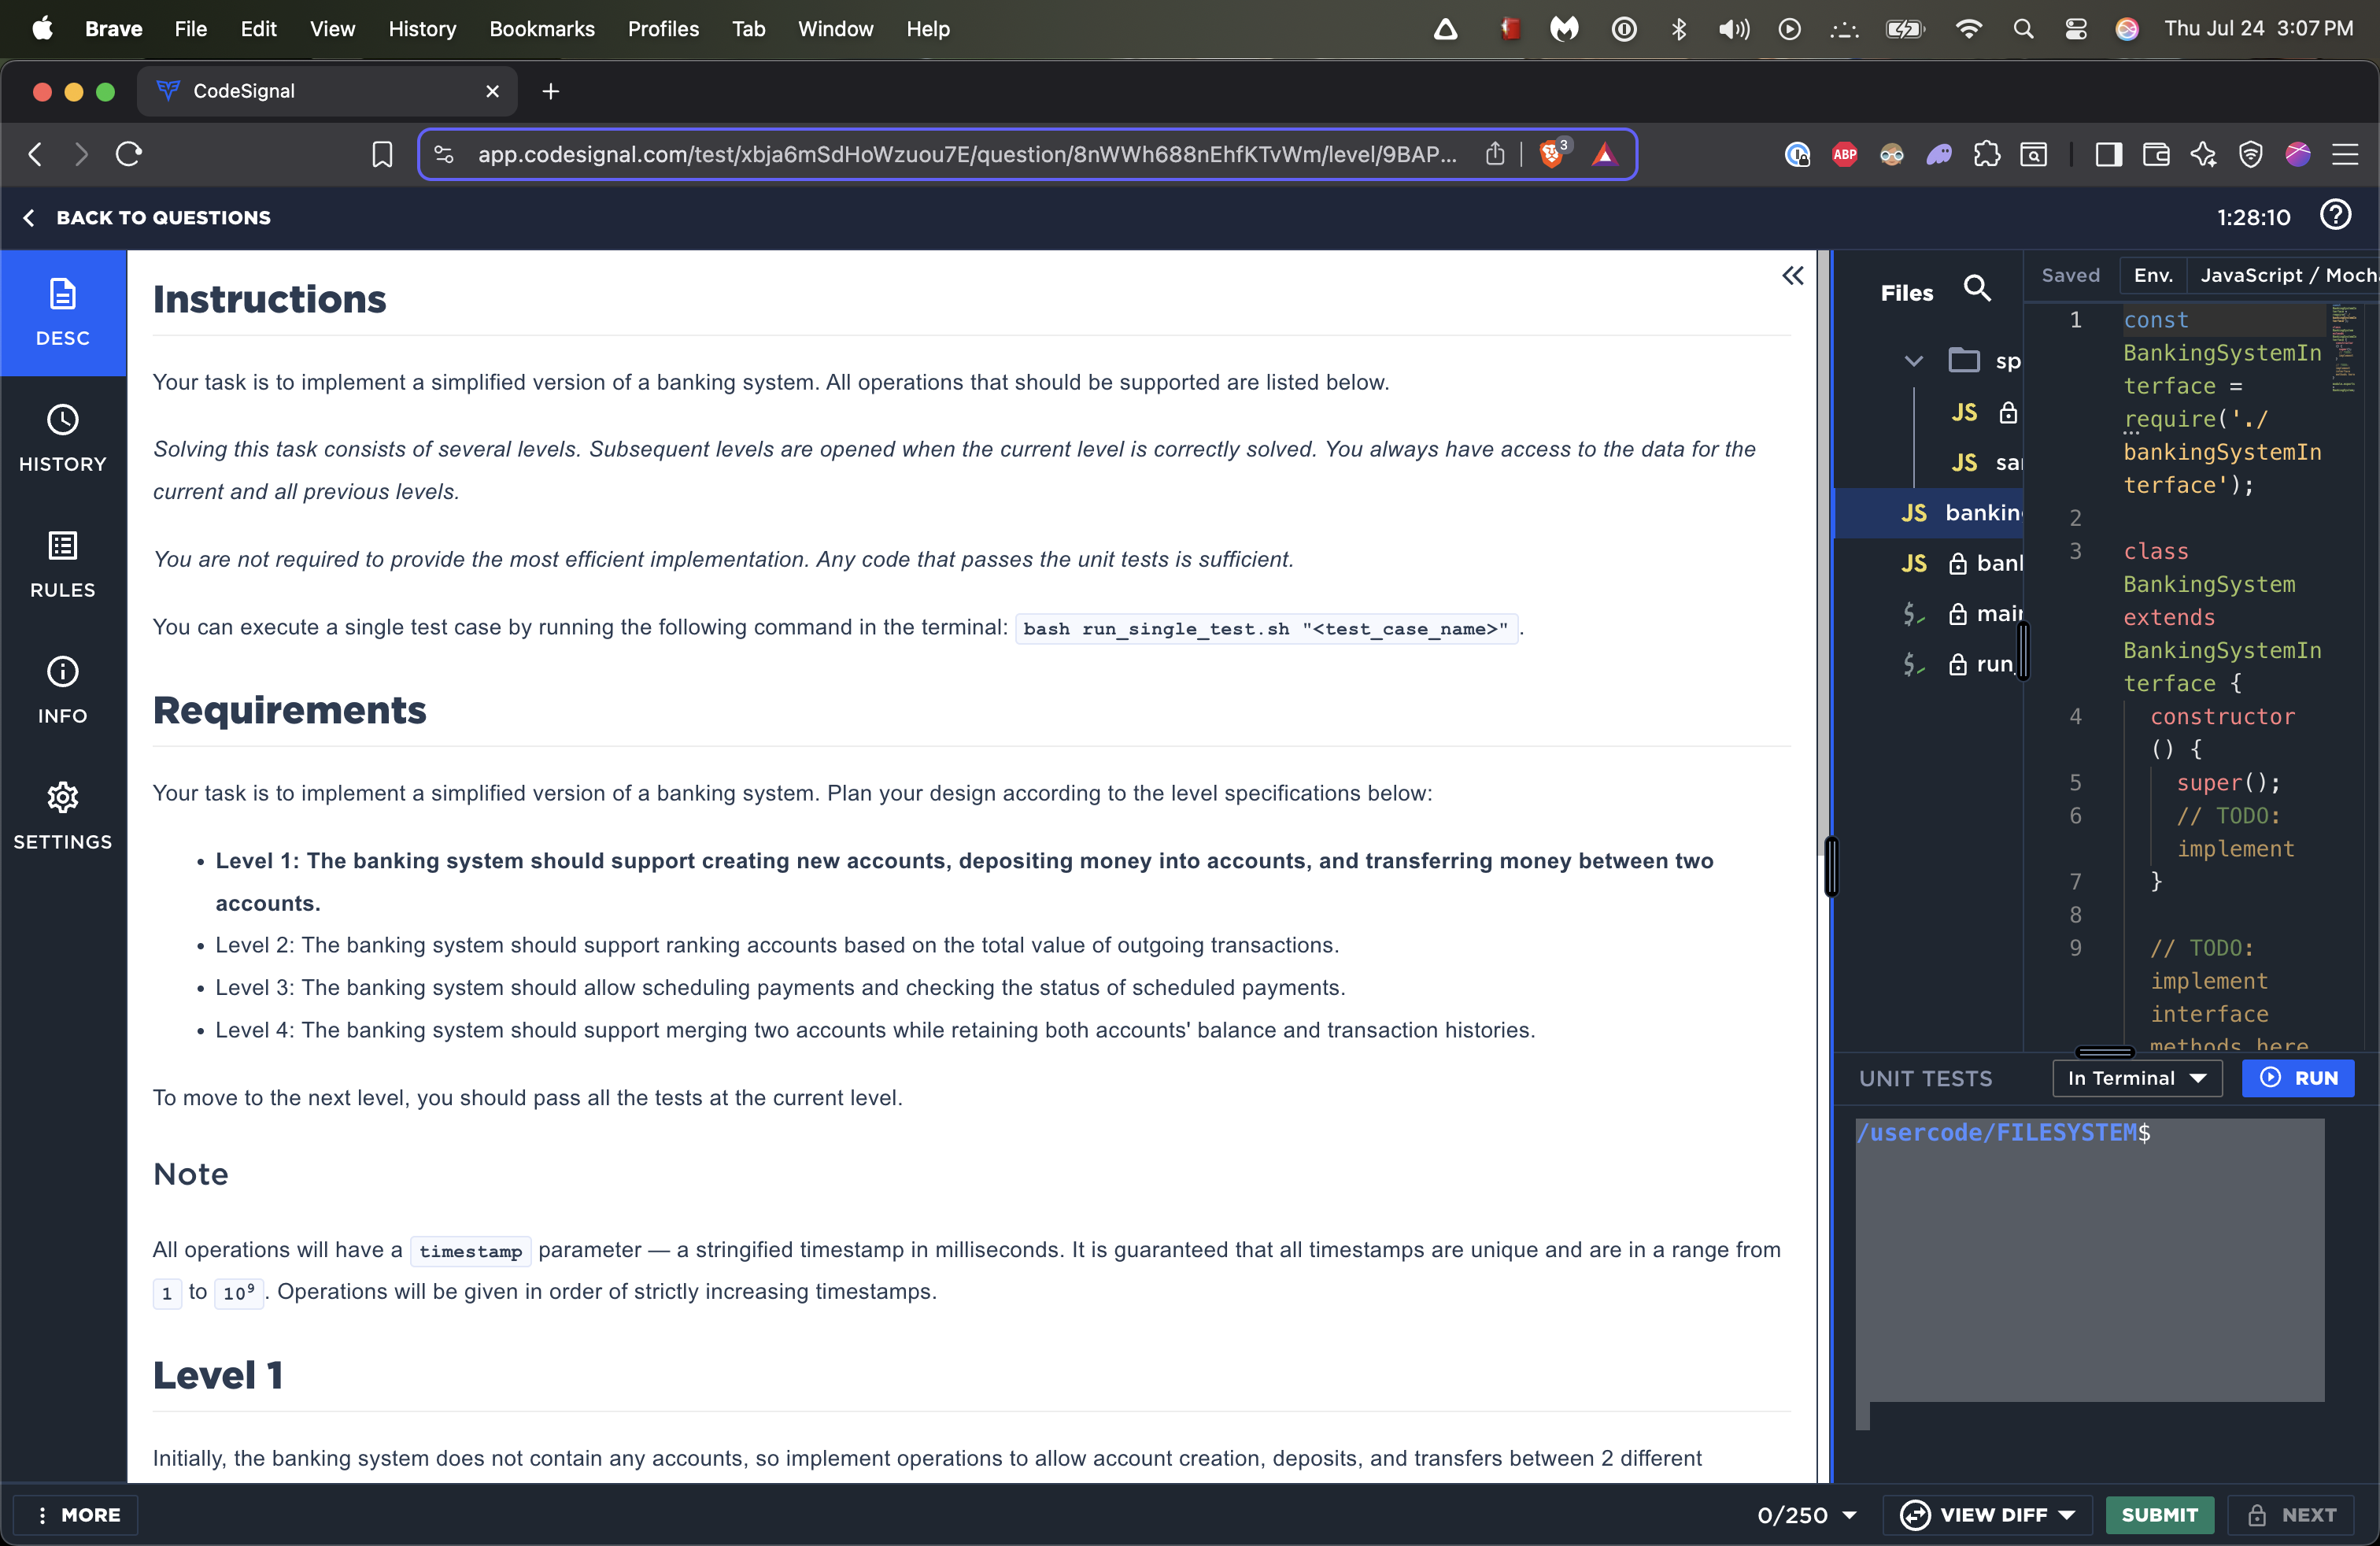 Brave File Edit View History Bookmarks Profiles Tab Window Help Thu Jul 24 3:07 PM
CodeSignal
app.codesignal.com/test/xbja6mSdHoWzuou7E/question/8nWWh688nEhfKTvWm/level/9BAP... 3 ABP
BACK TO QUESTIONS 1:28:10
DESC
HISTORY
RULES
INFO
SETTINGS
Instructions
Your task is to implement a simplified version of a banking system. All operations that should be supported are listed below.
Solving this task consists of several levels. Subsequent levels are opened when the current level is correctly solved. You always have access to the data for the
current and all previous levels.
You are not required to provide the most efficient implementation. Any code that passes the unit tests is sufficient.
You can execute a single test case by running the following command in the terminal: bash run_single_test.sh "<test_case_name>" .
Requirements
Your task is to implement a simplified version of a banking system. Plan your design according to the level specifications below:
• Level 1: The banking system should support creating new accounts, depositing money into accounts, and transferring money between two
accounts.
• Level 2: The banking system should support ranking accounts based on the total value of outgoing transactions.
• Level 3: The banking system should allow scheduling payments and checking the status of scheduled payments.
• Level 4: The banking system should support merging two accounts while retaining both accounts' balance and transaction histories.
To move to the next level, you should pass all the tests at the current level.
Note
All operations will have a timestamp parameter — a stringified timestamp in milliseconds. It is guaranteed that all timestamps are unique and are in a range from
1 to 10⁹. Operations will be given in order of strictly increasing timestamps.
Level 1
Initially, the banking system does not contain any accounts, so implement operations to allow account creation, deposits, and transfers between 2 different
Files
sp
JS
JS sa
JS bankin
JS ban
$ mai
$ run_
Saved Env. JavaScript / Moch
1 const
BankingSystemIn
terface =
require('./
bankingSystemIn
terface');
2
3 class
BankingSystem
extends
BankingSystemIn
terface {
4 constructor
() {
5 super();
6 // TODO:
implement
7 }
8
9 // TODO:
implement
interface
methods here
UNIT TESTS In Terminal RUN
/usercode/FILESYSTEM$
MORE 0/250 VIEW DIFF SUBMIT NEXT